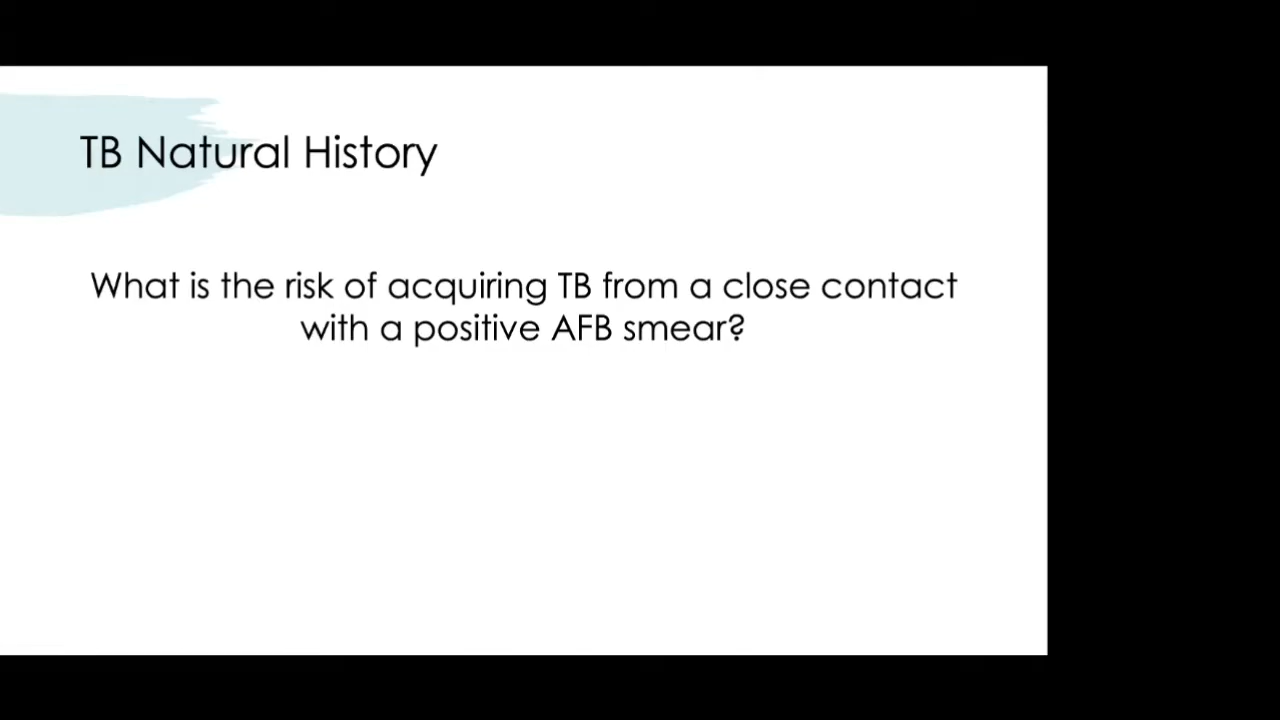 TB Natural History
What is the risk of acquiring TB from a close contact
with a positive AFB smear?